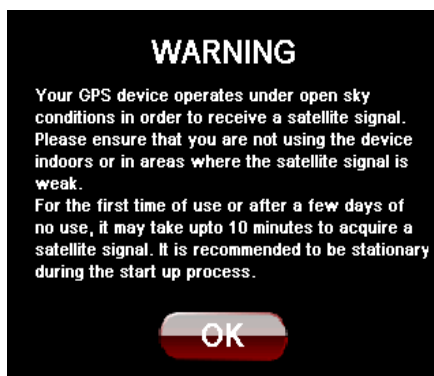 WARNING
Your GPS device operates under open sky
conditions in order to receive a satellite signal.
Please ensure that you are not using the device
indoors or in areas where the satellite signal is
weak.
For the first time of use or after a few days of
no use, it may take upto 10 minutes to acquire a
satellite signal. It is recommended to be stationary
during the start up process.
OK